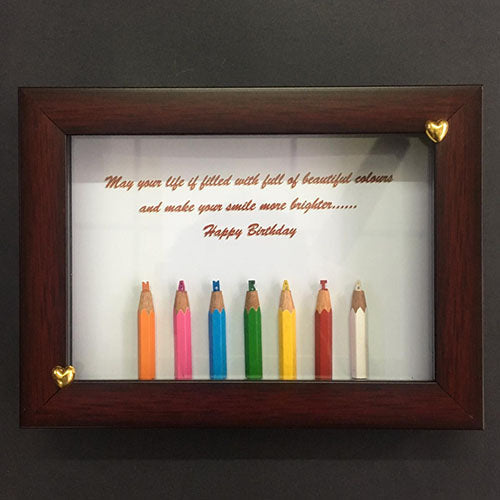 May your life if filled with full of beautiful colours
and make your smile more brighter......
Happy Birthday